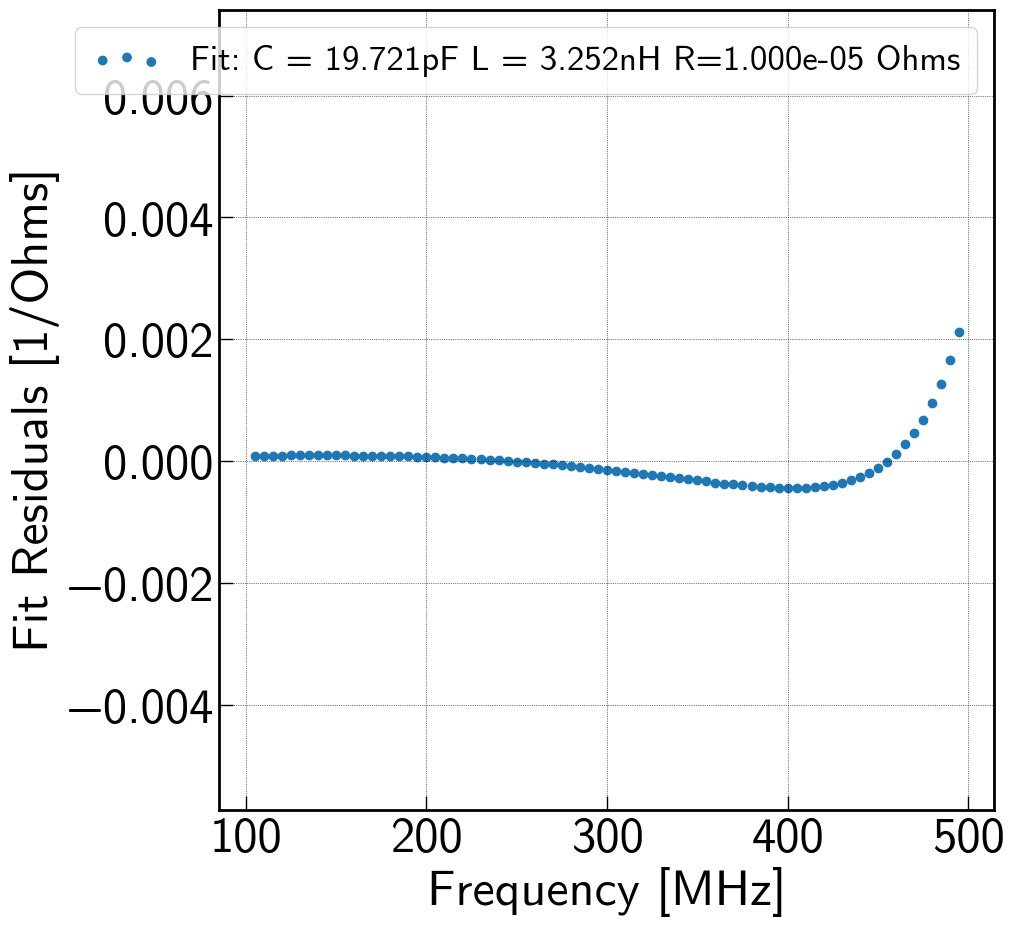 Fit: C = 19.721pF L = 3.252nH R=1.000e-05 Ohms
0.006
0.004
0.002
0.000
−0.002
−0.004
Fit Residuals [1/Ohms]
100 200 300 400 500
Frequency [MHz]